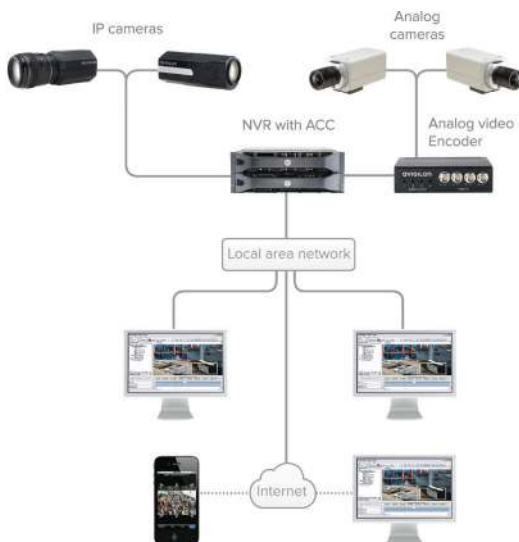 IP cameras
Analog
cameras
NVR with ACC
Analog video
Encoder
avigilon
Local area network
Internet